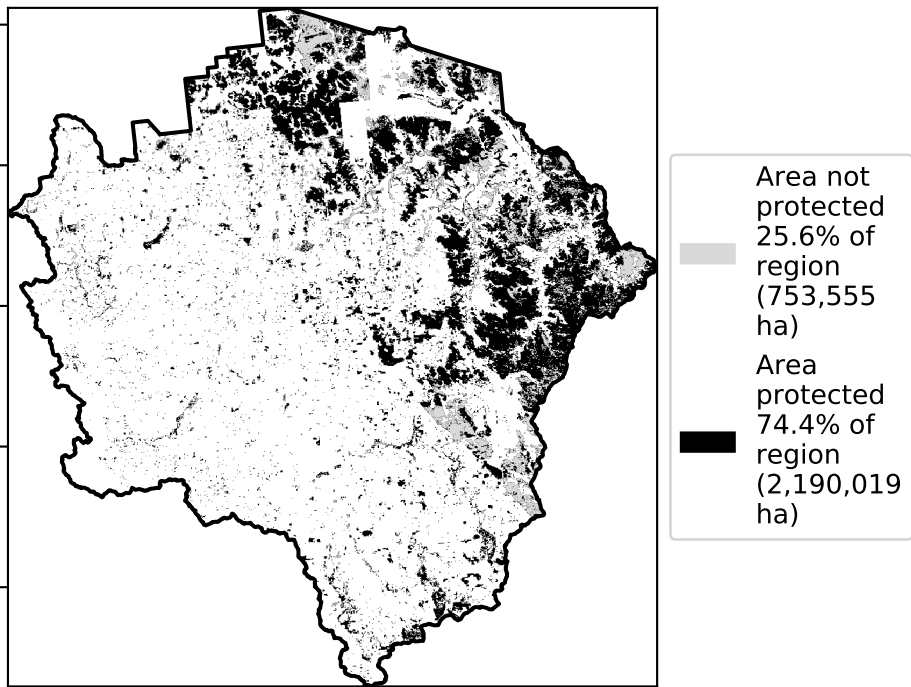 Area not
protected
25.6% of
region
(753,555
ha)
Area
protected
74.4% of
region
(2,190,019
ha)